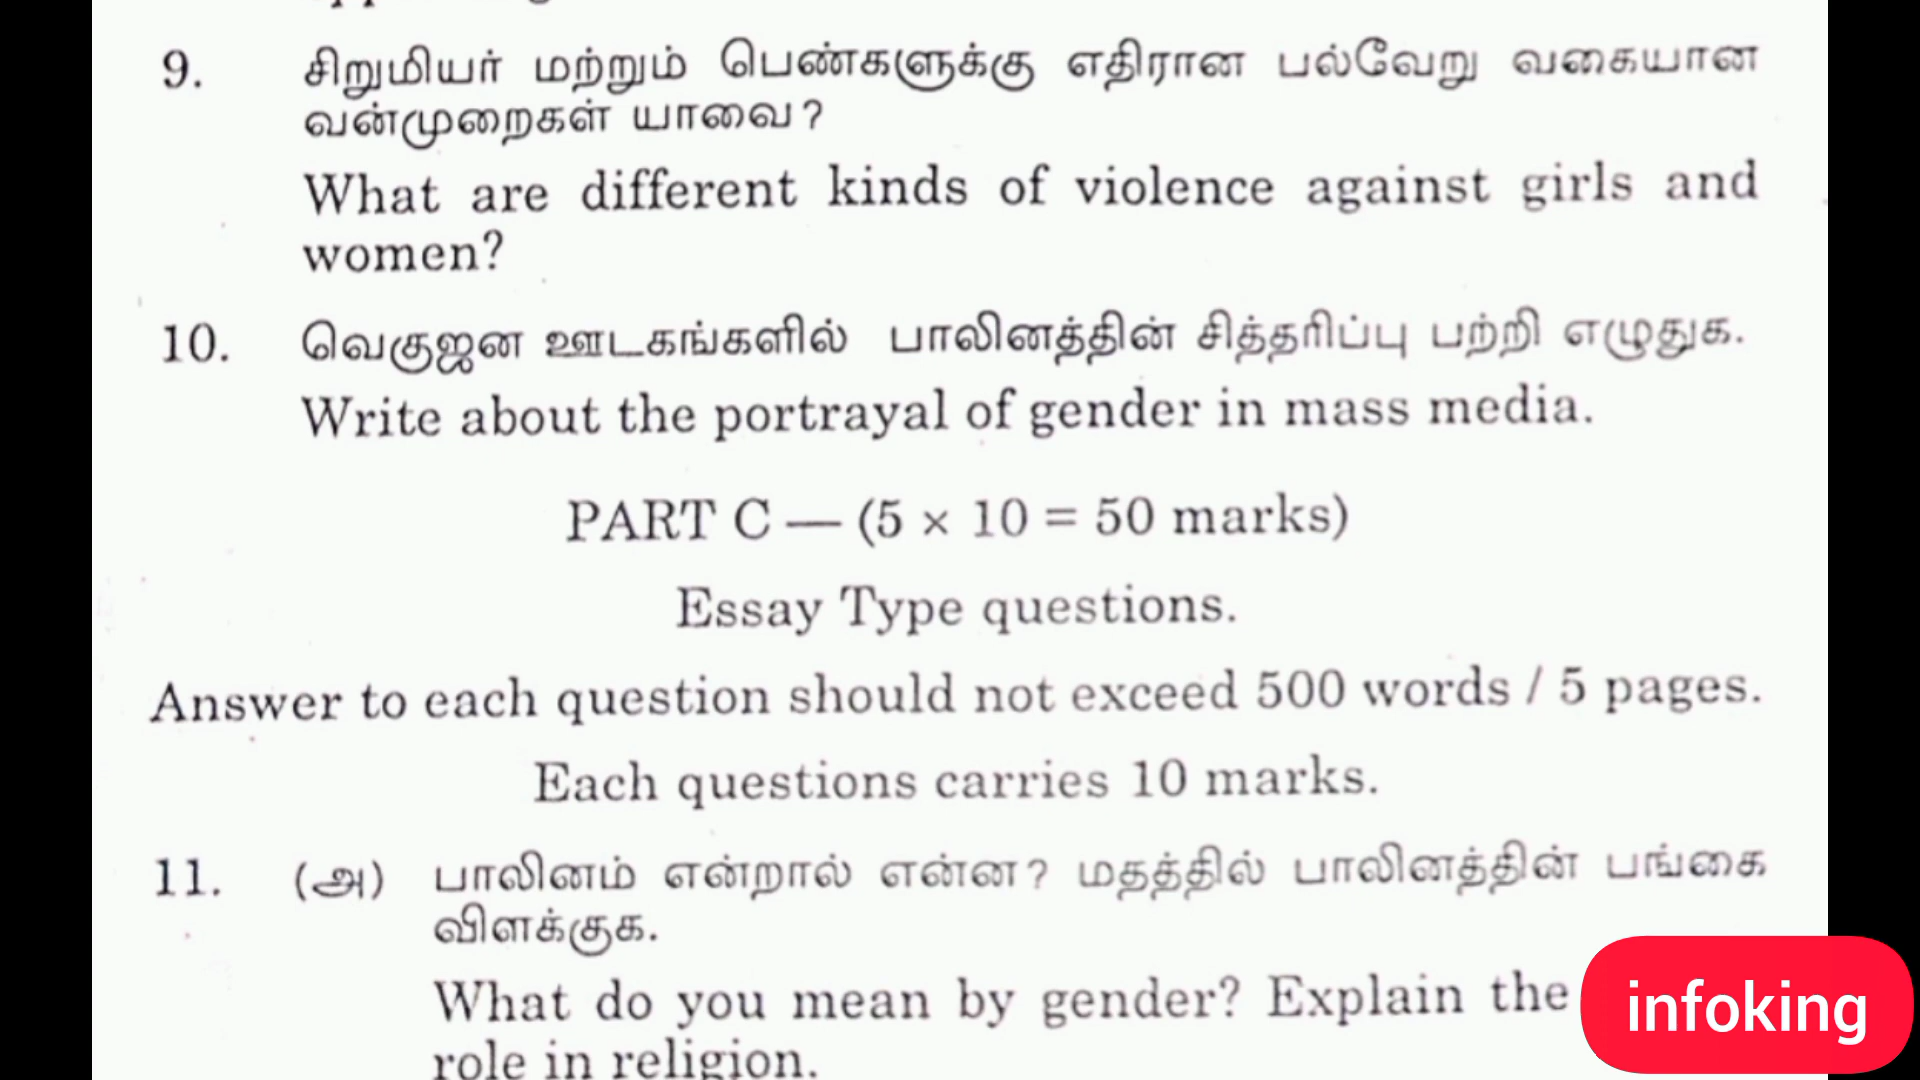 9. சிறுமியர் மற்றும் பெண்களுக்கு எதிரான பல்வேறு வகையான
வன்முறைகள் யாவை?
What are different kinds of violence against girls and
women?
10. வெகுஜன ஊடகங்களில் பாலினத்தின் சித்தரிப்பு பற்றி எழுதுக.
Write about the portrayal of gender in mass media.
PART C — (5 × 10 = 50 marks)
Essay Type questions.
Answer to each question should not exceed 500 words / 5 pages.
Each questions carries 10 marks.
11. (அ) பாலினம் என்றால் என்ன? மதத்தில் பாலினத்தின் பங்கை
விளக்குக.
What do you mean by gender? Explain the
role in religion.
infoking